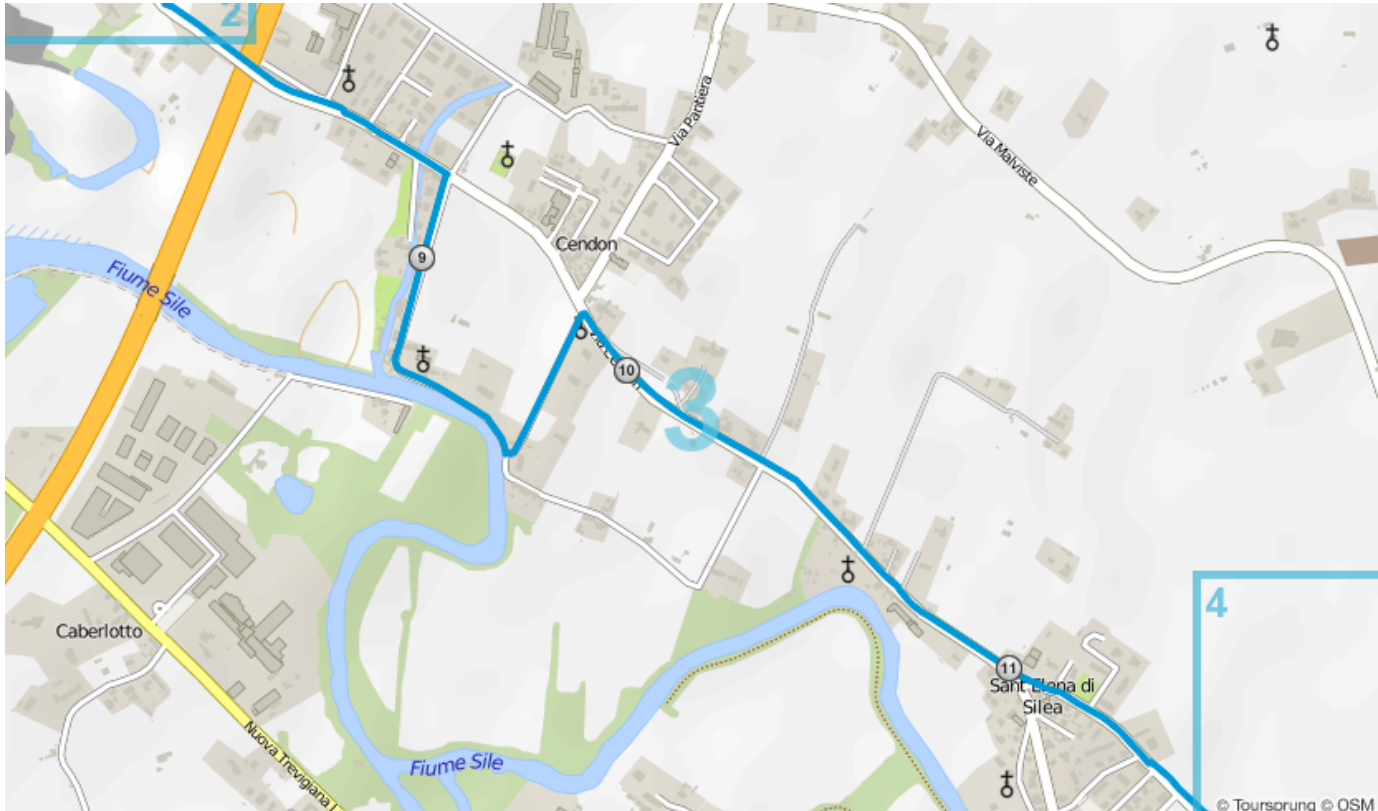 2
Via Pantiera
Via Malviste
Cendon
9
Fiume Sile
10
3
4
Caberlotto
11
Sant'Elena di
Silea
Nuova Trevigiana
Fiume Sile
© Toursprung © OSM